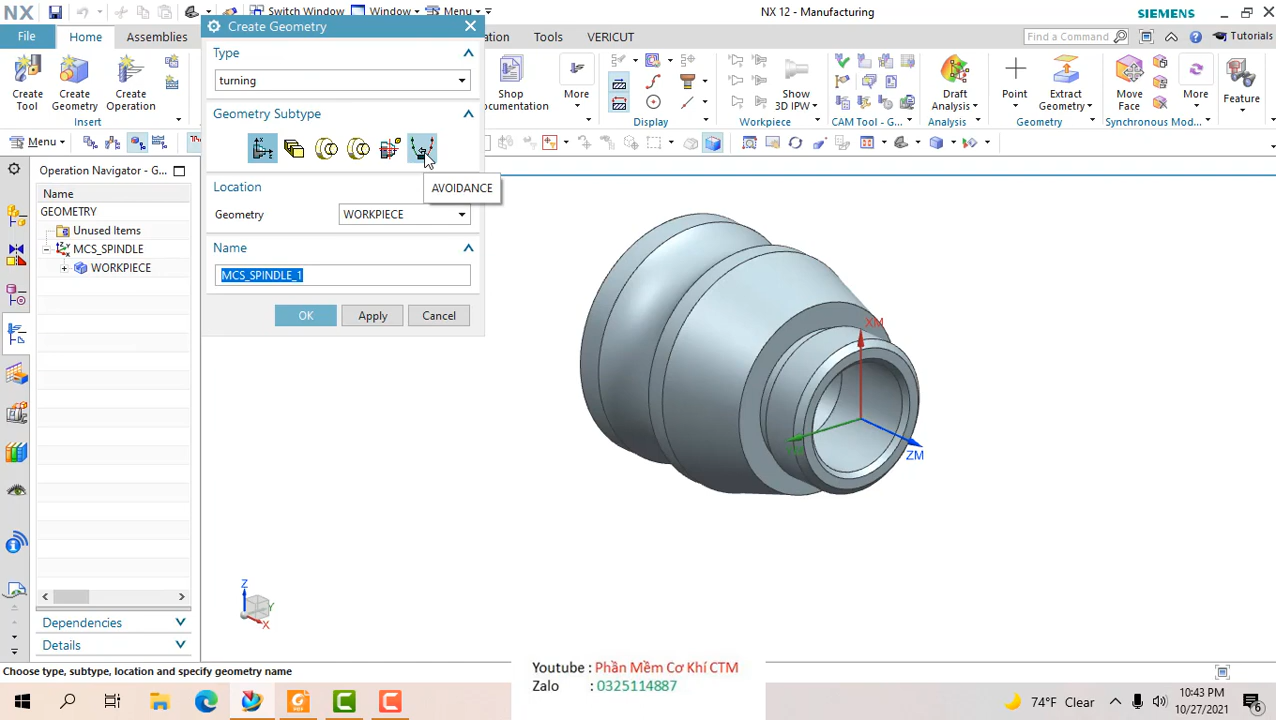 NX
Switch Window
Window
Menu
NX 12 - Manufacturing
SIEMENS
File
Home
Assemblies
Tools
VERICUT
Find a Command
Tutorials
Create Tool
Create Geometry
Create Operation
Insert
Shop Documentation
More
Display
Show 3D IPW
Workpiece
CAM Tool - G...
Draft Analysis
Analysis
Point
Extract Geometry
Geometry
Move Face
More
Synchronous Mod...
Feature
Menu
Create Geometry
Type
turning
Geometry Subtype
AVOIDANCE
Location
Geometry
WORKPIECE
Name
MCS_SPINDLE_1
OK
Apply
Cancel
Operation Navigator - G...
Name
GEOMETRY
Unused Items
MCS_SPINDLE
WORKPIECE
Dependencies
Details
XM
ZM
Z
Y
X
Choose type, subtype, location and specify geometry name
Youtube : Phần Mềm Cơ Khí CTM
Zalo : 0325114887
74°F Clear
10:43 PM
10/27/2021
6